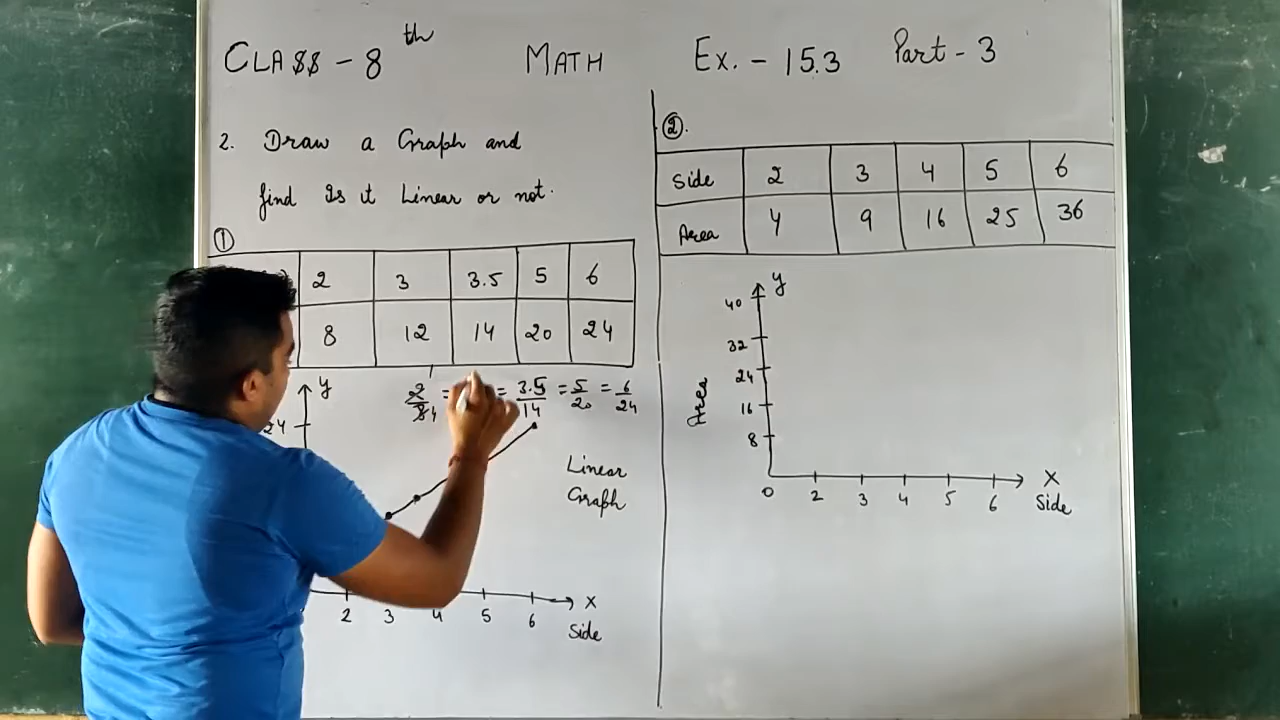 CLASS - 8th MATH Ex. - 15.3 Part - 3
2. Draw a Graph and
find Is it Linear or not.
①
2 3 3.5 5 6
8 12 14 20 24
y
24
2/8 4 = = 3.5/14 = 5/20 = 6/24
Linear
Graph
2 3 4 5 6 X
Side
②.
Side 2 3 4 5 6
Area 4 9 16 25 36
y
40
32
24
16
8
Area
0 2 3 4 5 6 X
Side